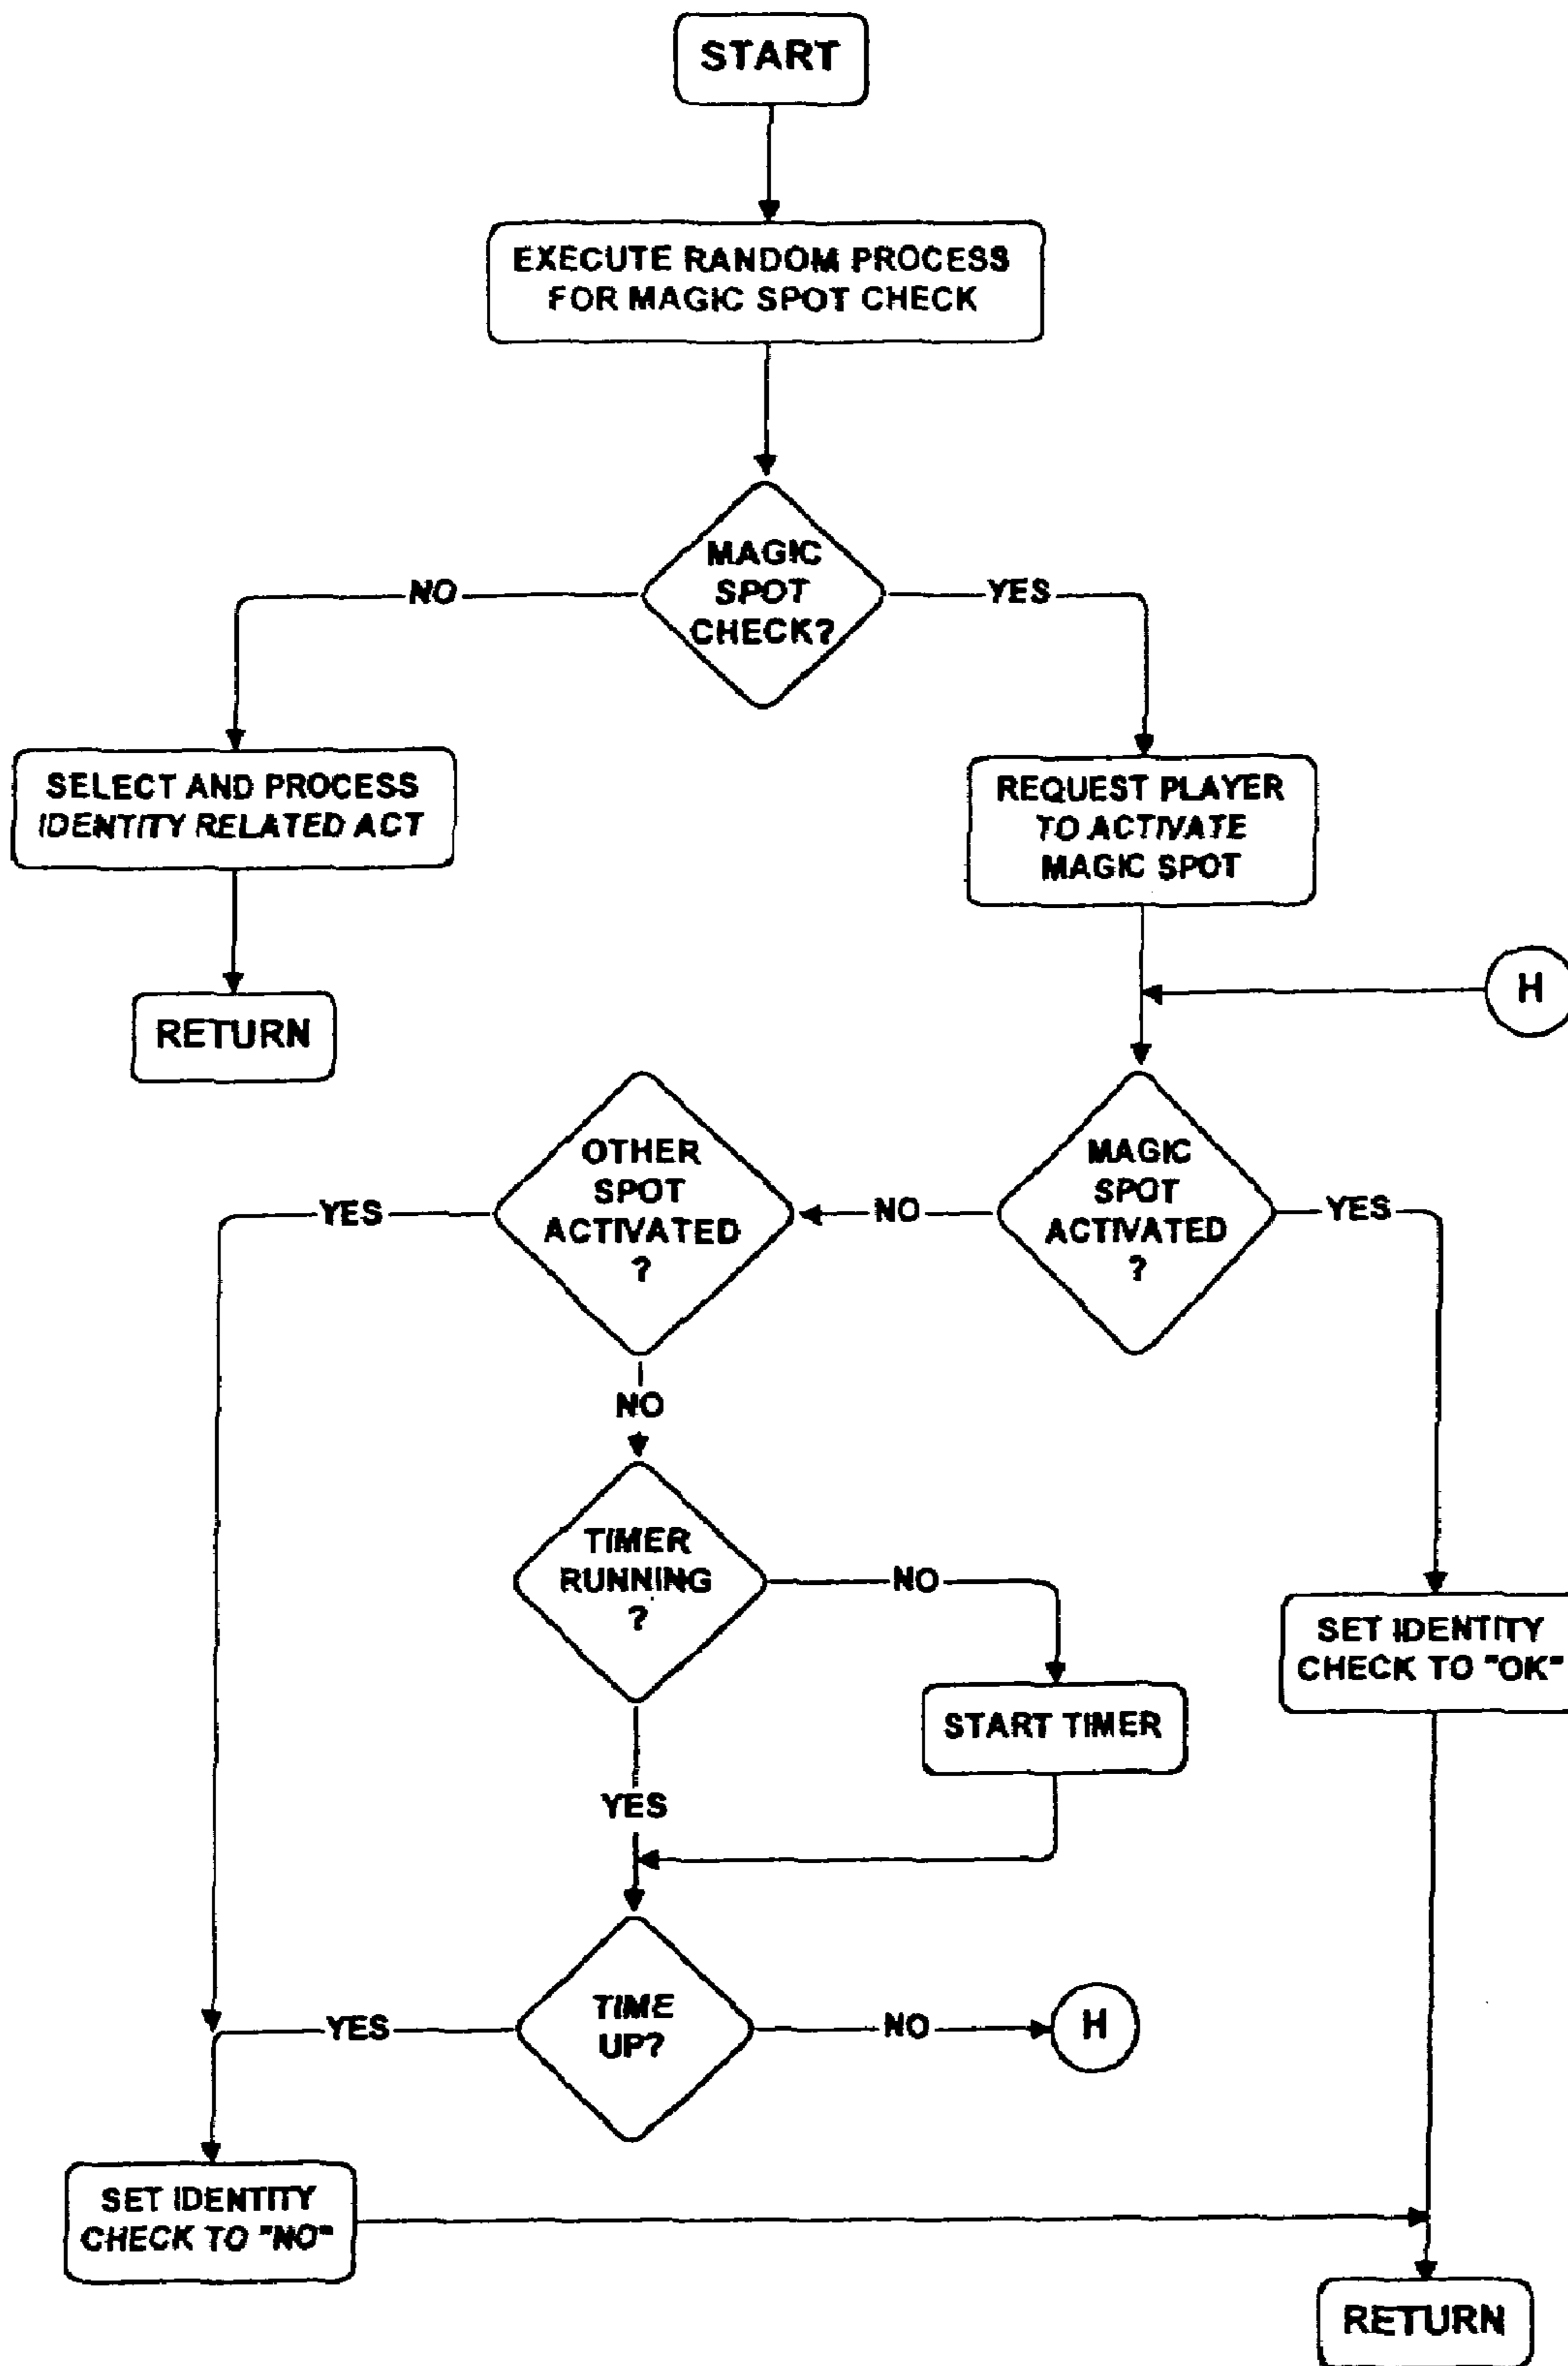 START
EXECUTE RANDOM PROCESS
FOR MAGIC SPOT CHECK
MAGIC
SPOT
CHECK?
NO
YES
SELECT AND PROCESS
IDENTITY RELATED ACT
REQUEST PLAYER
TO ACTIVATE
MAGIC SPOT
RETURN
H
OTHER
SPOT
ACTIVATED
?
MAGIC
SPOT
ACTIVATED
?
YES
NO
YES
NO
TIMER
RUNNING
?
NO
SET IDENTITY
CHECK TO "OK"
START TIMER
YES
TIME
UP?
YES
NO
H
SET IDENTITY
CHECK TO "NO"
RETURN